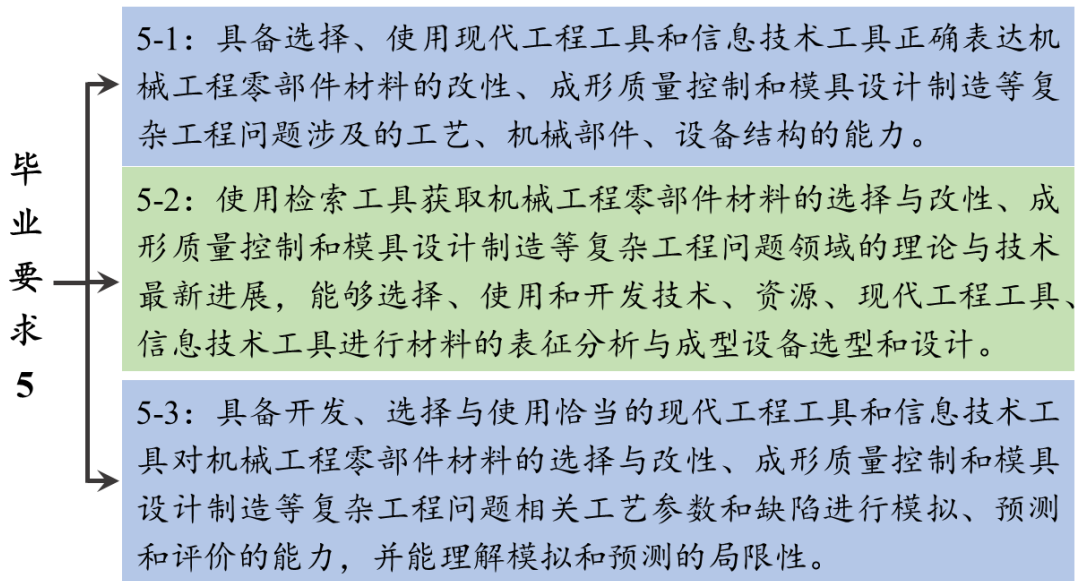 毕业要求5
5-1：具备选择、使用现代工程工具和信息技术工具正确表达机
械工程零部件材料的改性、成形质量控制和模具设计制造等复
杂工程问题涉及的工艺、机械部件、设备结构的能力。
5-2：使用检索工具获取机械工程零部件材料的选择与改性、成
形质量控制和模具设计制造等复杂工程问题领域的理论与技术
最新进展，能够选择、使用和开发技术、资源、现代工程工具、
信息技术工具进行材料的表征分析与成型设备选型和设计。
5-3：具备开发、选择与使用恰当的现代工程工具和信息技术工
具对机械工程零部件材料的选择与改性、成形质量控制和模具
设计制造等复杂工程问题相关工艺参数和缺陷进行模拟、预测
和评价的能力，并能理解模拟和预测的局限性。